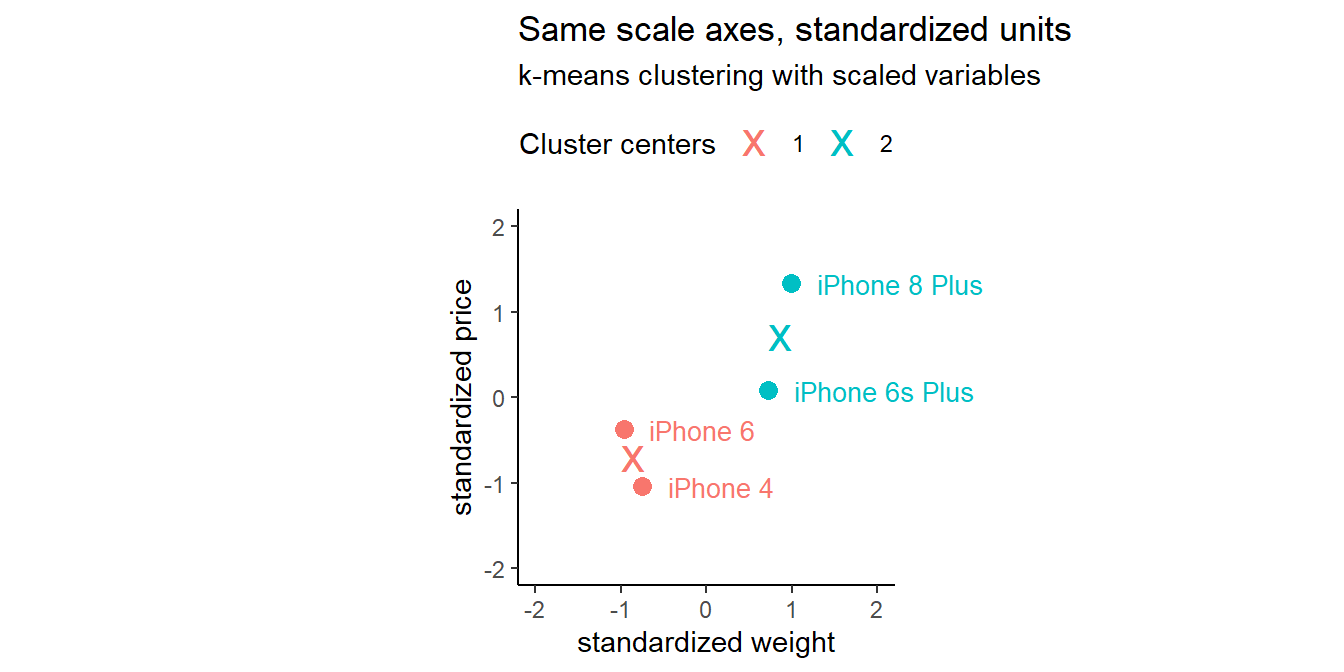 Same scale axes, standardized units
k-means clustering with scaled variables
Cluster centers X 1 X 2
2
1
0
-1
-2
standardized price
iPhone 8 Plus
X
iPhone 6s Plus
iPhone 6
X
iPhone 4
-2 -1 0 1 2
standardized weight